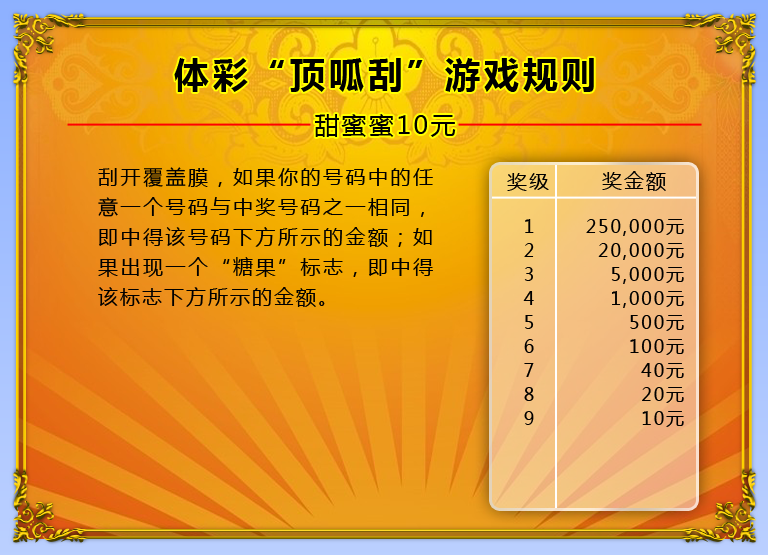 体彩“顶呱刮”游戏规则
甜蜜蜜10元
刮开覆盖膜，如果你的号码中的任
意一个号码与中奖号码之一相同，
即中得该号码下方所示的金额；如
果出现一个“糖果”标志，即中得
该标志下方所示的金额。
奖级 奖金额
1 250,000元
2 20,000元
3 5,000元
4 1,000元
5 500元
6 100元
7 40元
8 20元
9 10元